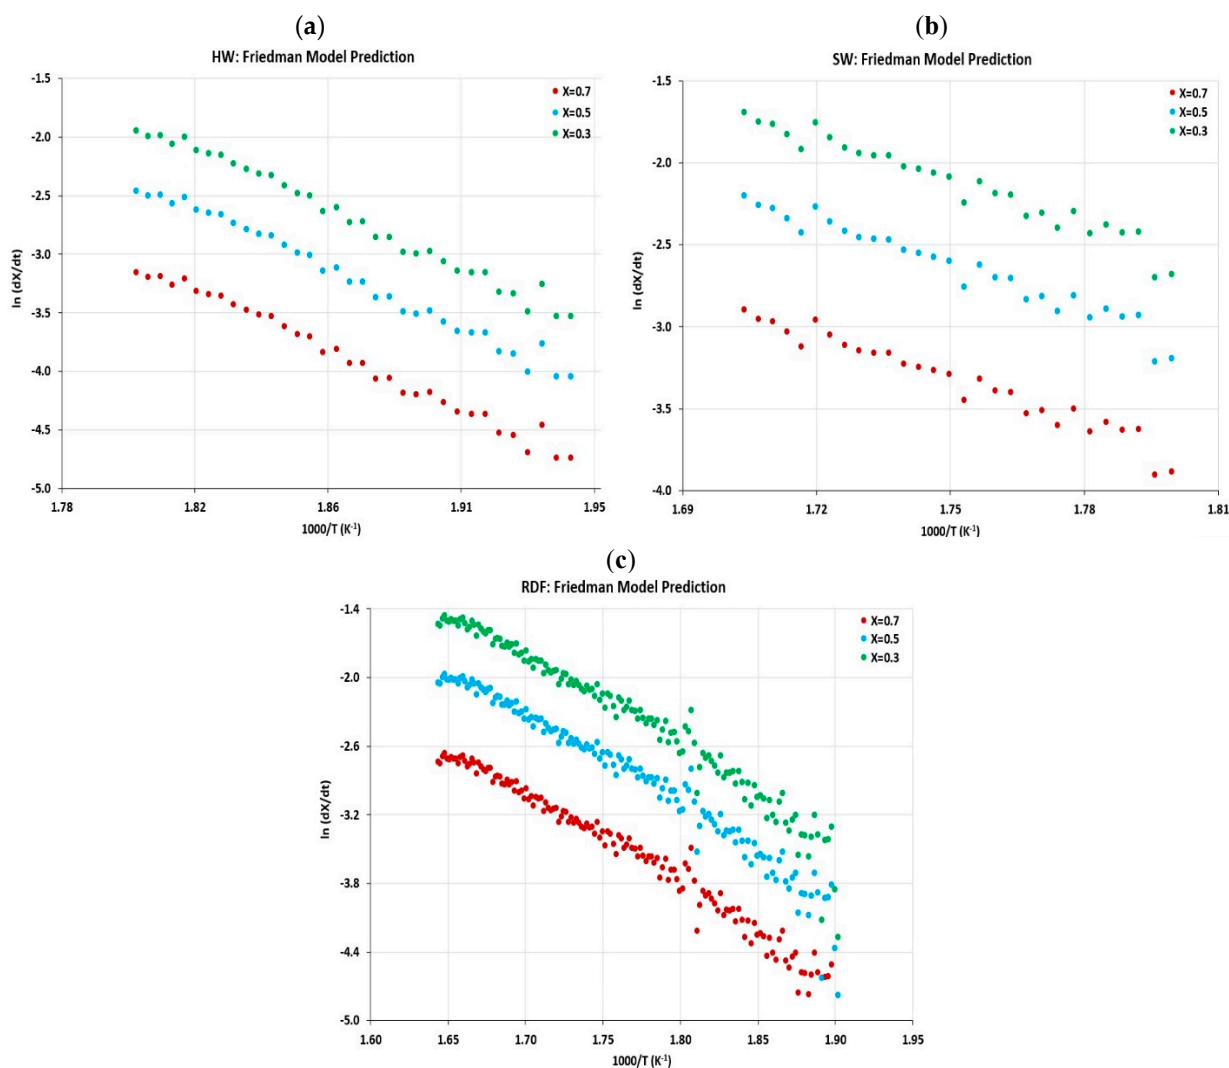 (a)
HW: Friedman Model Prediction
-1.5
-2.0
-2.5
-3.0
-3.5
-4.0
-4.5
-5.0
ln (dX/dt)
X=0.7
X=0.5
X=0.3
1.78 1.82 1.86 1.91 1.95
1000/T (K⁻¹)
(b)
SW: Friedman Model Prediction
-1.5
-2.0
-2.5
-3.0
-3.5
-4.0
ln (dX/dt)
X=0.7
X=0.5
X=0.3
1.69 1.72 1.75 1.78 1.81
1000/T (K⁻¹)
(c)
RDF: Friedman Model Prediction
-1.4
-2.0
-2.6
-3.2
-3.8
-4.4
-5.0
ln (dX/dt)
X=0.7
X=0.5
X=0.3
1.60 1.65 1.70 1.75 1.80 1.85 1.90 1.95
1000/T (K⁻¹)